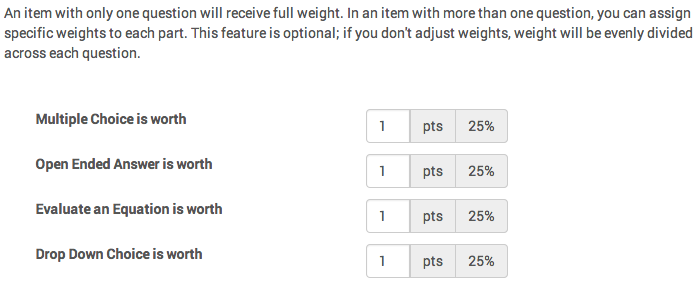 An item with only one question will receive full weight. In an item with more than one question, you can assign
specific weights to each part. This feature is optional; if you don't adjust weights, weight will be evenly divided
across each question.
Multiple Choice is worth 1 pts 25%
Open Ended Answer is worth 1 pts 25%
Evaluate an Equation is worth 1 pts 25%
Drop Down Choice is worth 1 pts 25%